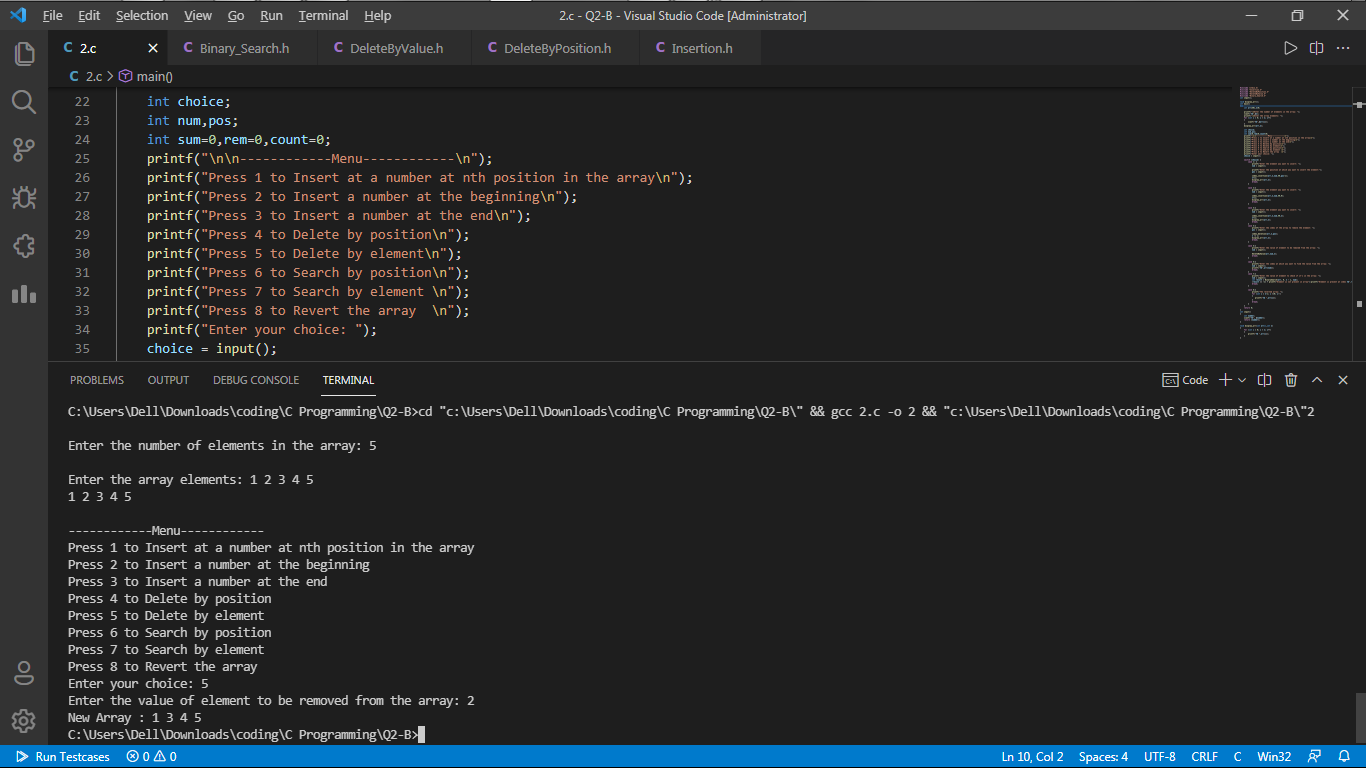 File Edit Selection View Go Run Terminal Help 2.c - Q2-B - Visual Studio Code [Administrator]
C 2.c C Binary_Search.h C DeleteByValue.h C DeleteByPosition.h C Insertion.h
C 2.c > main()
22 int choice;
23 int num,pos;
24 int sum=0,rem=0,count=0;
25 printf("\n\n------------Menu------------\n");
26 printf("Press 1 to Insert at a number at nth position in the array\n");
27 printf("Press 2 to Insert a number at the beginning\n");
28 printf("Press 3 to Insert a number at the end\n");
29 printf("Press 4 to Delete by position\n");
30 printf("Press 5 to Delete by element\n");
31 printf("Press 6 to Search by position\n");
32 printf("Press 7 to Search by element \n");
33 printf("Press 8 to Revert the array  \n");
34 printf("Enter your choice: ");
35 choice = input();
PROBLEMS OUTPUT DEBUG CONSOLE TERMINAL Code
C:\Users\Dell\Downloads\coding\C Programming\Q2-B>cd "c:\Users\Dell\Downloads\coding\C Programming\Q2-B\" && gcc 2.c -o 2 && "c:\Users\Dell\Downloads\coding\C Programming\Q2-B\"2
Enter the number of elements in the array: 5
Enter the array elements: 1 2 3 4 5
1 2 3 4 5
------------Menu------------
Press 1 to Insert at a number at nth position in the array
Press 2 to Insert a number at the beginning
Press 3 to Insert a number at the end
Press 4 to Delete by position
Press 5 to Delete by element
Press 6 to Search by position
Press 7 to Search by element
Press 8 to Revert the array
Enter your choice: 5
Enter the value of element to be removed from the array: 2
New Array : 1 3 4 5
C:\Users\Dell\Downloads\coding\C Programming\Q2-B>
Run Testcases 0 0 Ln 10, Col 2 Spaces: 4 UTF-8 CRLF C Win32